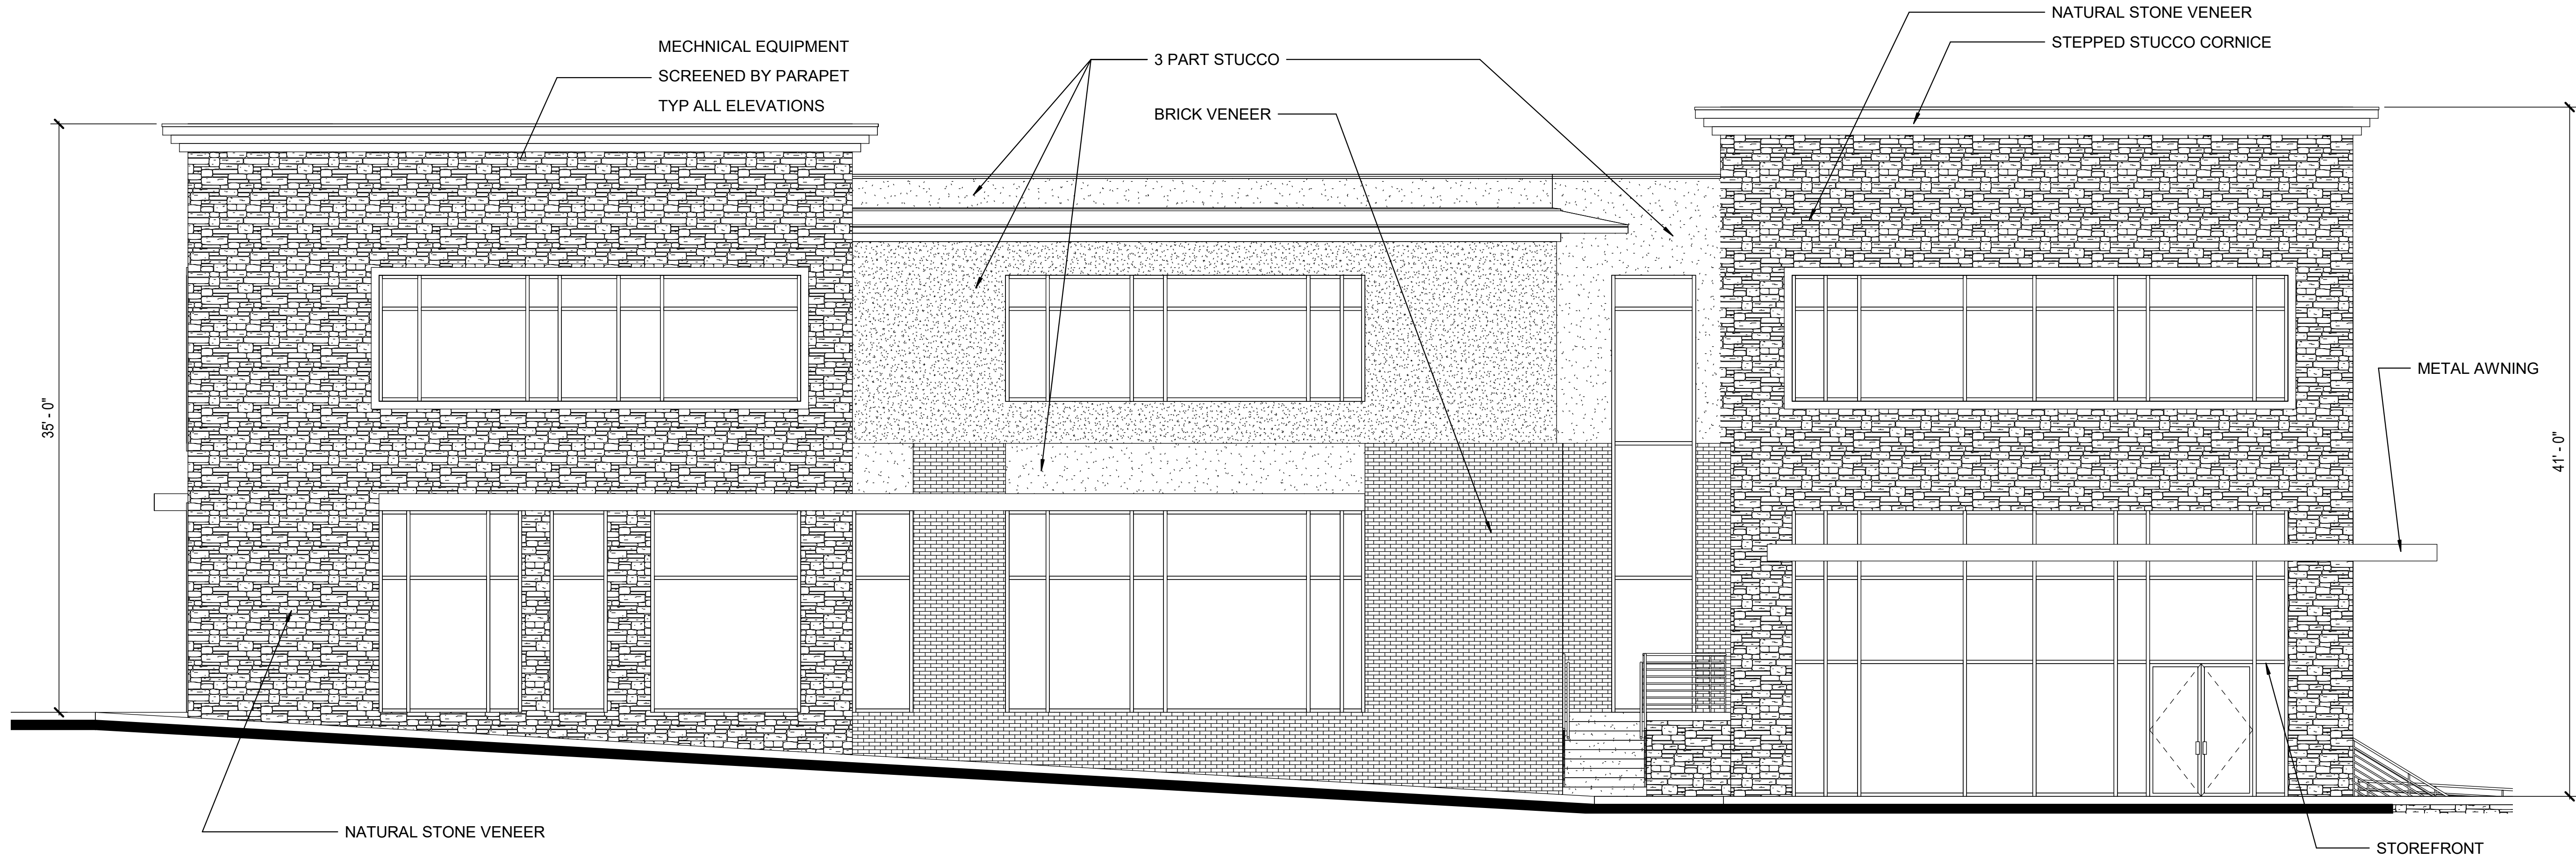 NATURAL STONE VENEER
STEPPED STUCCO CORNICE
MECHNICAL EQUIPMENT
SCREENED BY PARAPET
TYP ALL ELEVATIONS
3 PART STUCCO
BRICK VENEER
METAL AWNING
35' - 0"
41' - 0"
NATURAL STONE VENEER
STOREFRONT